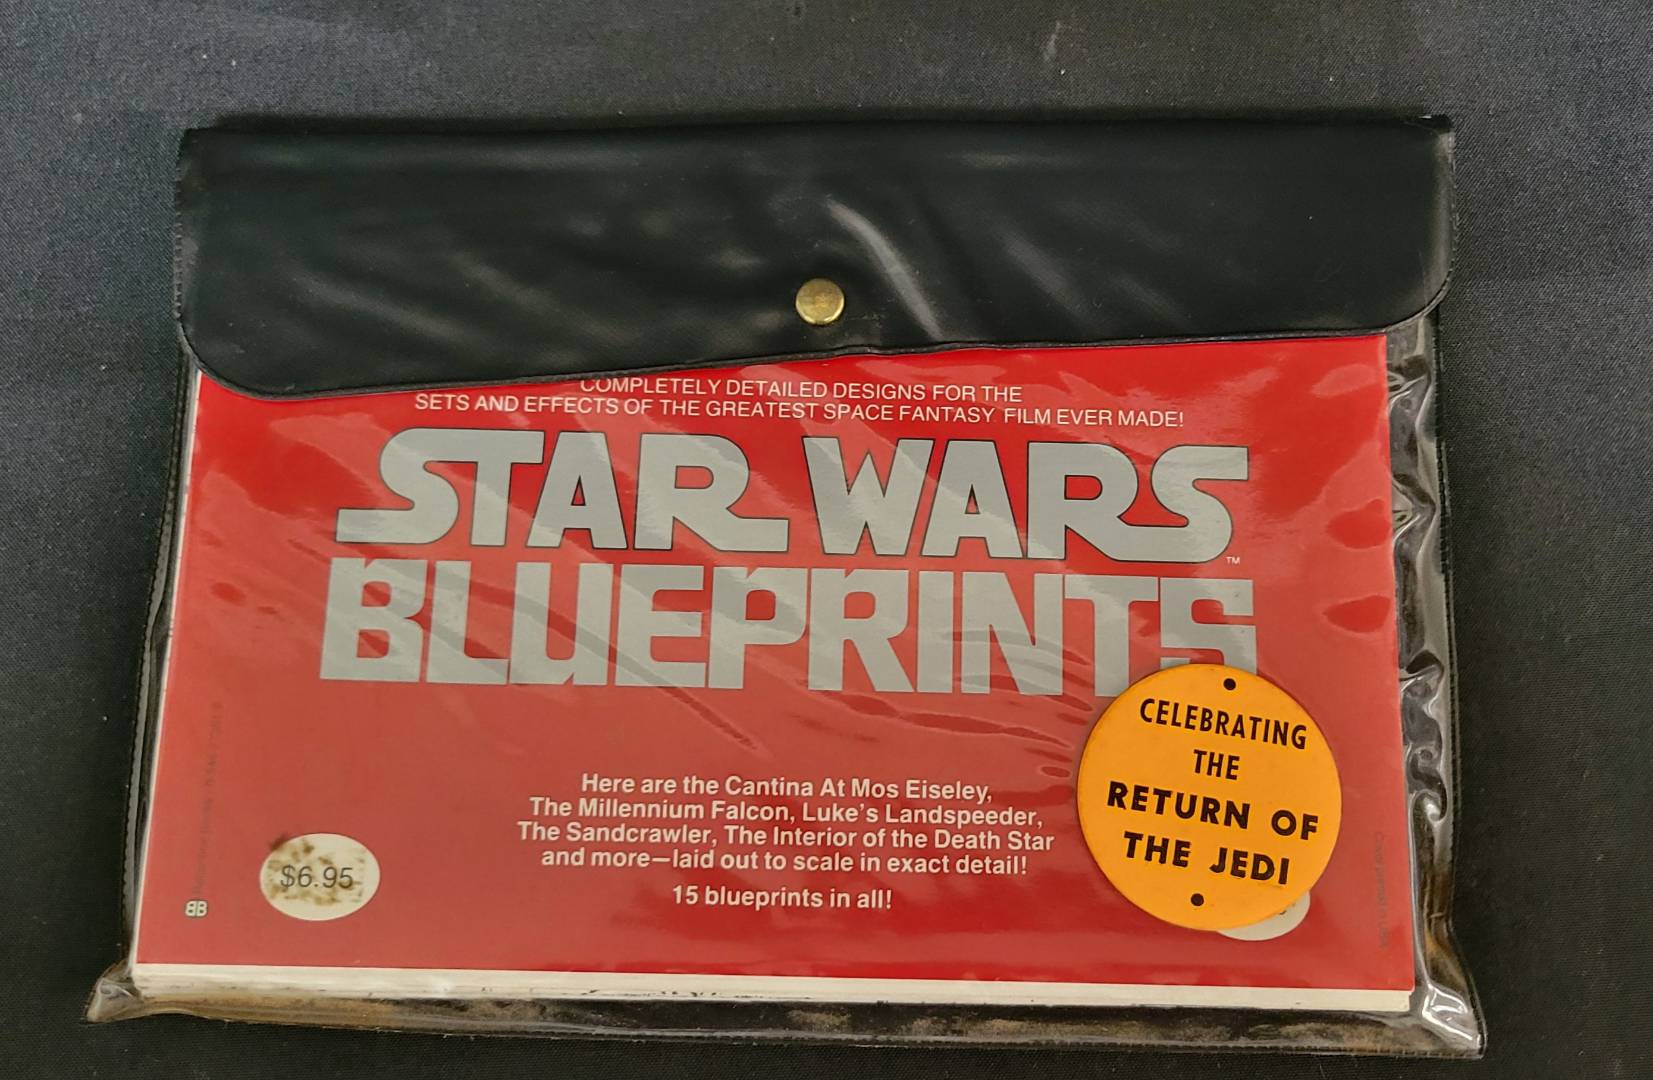 COMPLETELY DETAILED DESIGNS FOR THE
SETS AND EFFECTS OF THE GREATEST SPACE FANTASY FILM EVER MADE!
STAR WARS
™
BLUEPRINTS
Here are the Cantina At Mos Eiseley,
The Millennium Falcon, Luke's Landspeeder,
The Sandcrawler, The Interior of the Death Star
and more—laid out to scale in exact detail!
15 blueprints in all!
$6.95
BB
CELEBRATING
THE
RETURN OF
THE JEDI